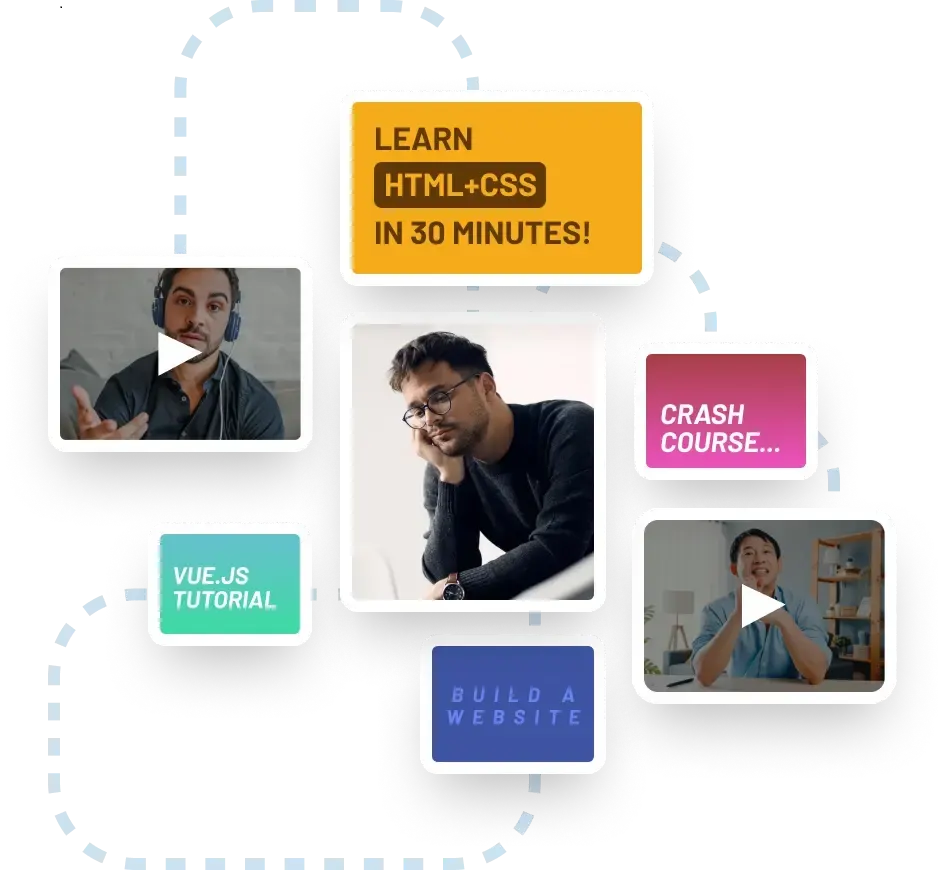 LEARN
HTML+CSS
IN 30 MINUTES!
CRASH
COURSE...
VUE.JS
TUTORIAL
BUILD A
WEBSITE